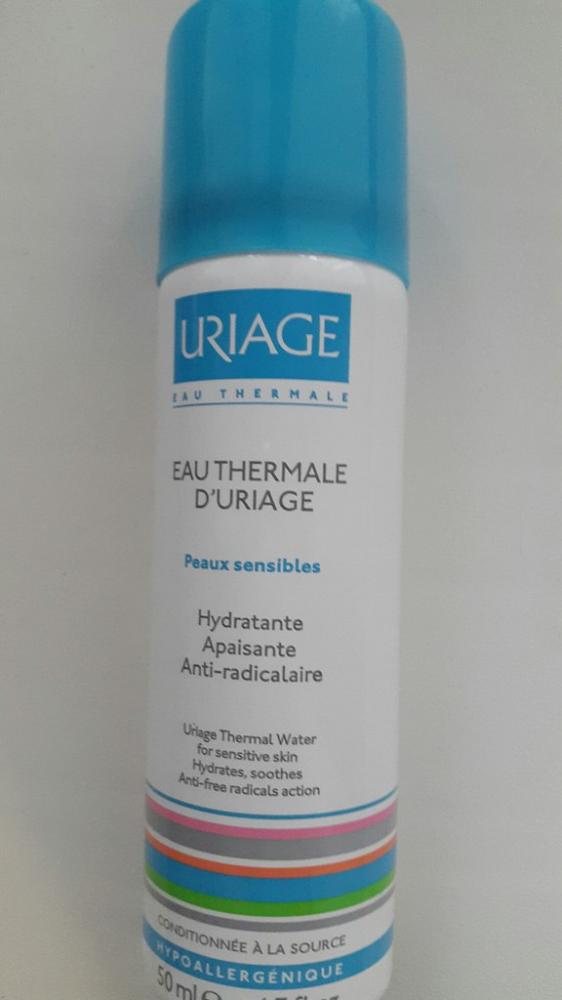 URIAGE
EAU THERMALE
EAU THERMALE
D'URIAGE
Peaux sensibles
Hydratante
Apaisante
Anti-radicalaire
Uriage Thermal Water
for sensitive skin
Hydrates, soothes
Anti-free radicals action
CONDITIONNÉE À LA SOURCE
HYPOALLERGÉNIQUE
50 ml